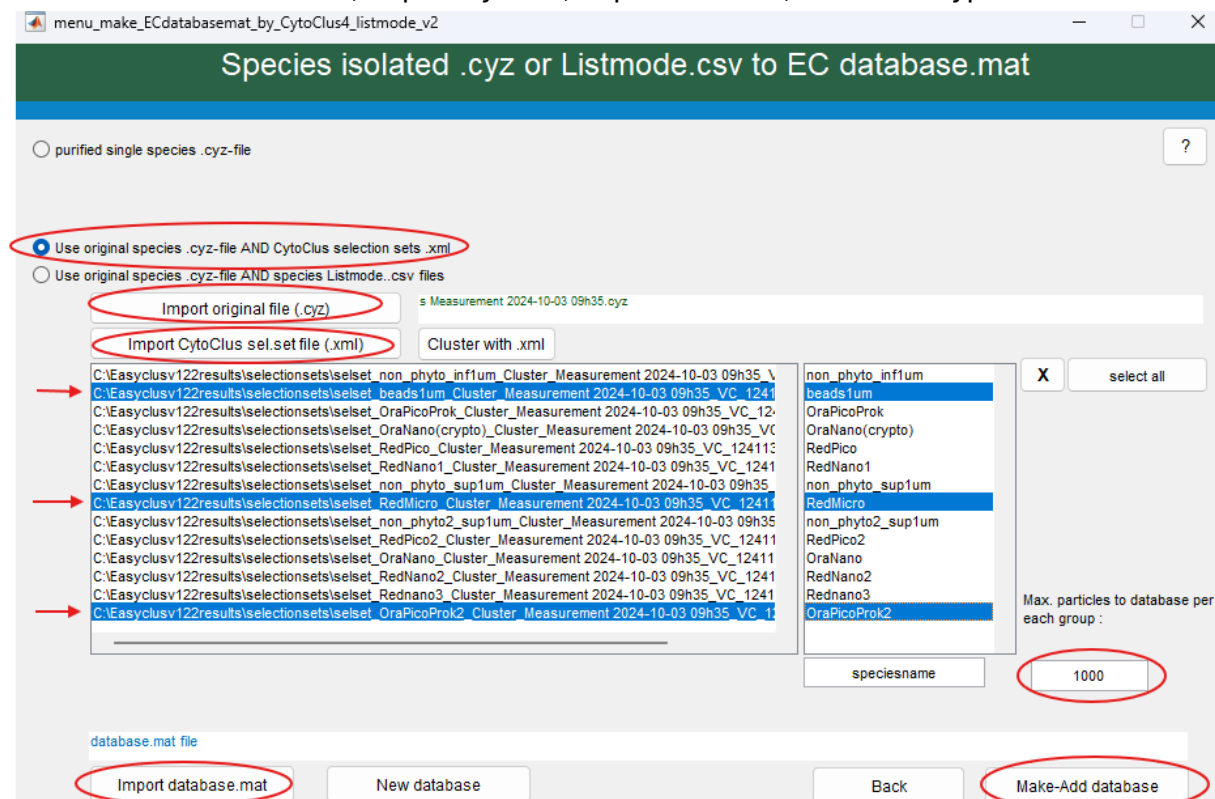 menu_make_ECdatabasemat_by_CytoClus4_listmode_v2
Species isolated .cyz or Listmode.csv to EC database.mat
purified single species .cyz-file
?
Use original species .cyz-file AND CytoClus selection sets .xml
Use original species .cyz-file AND species Listmode..csv files
Import original file (.cyz)
s Measurement 2024-10-03 09h35.cyz
Import CytoClus sel.set file (.xml)
Cluster with .xml
C:\Easyclusv122results\selectionsets\selset_non_phyto_inf1um_Cluster_Measurement 2024-10-03 09h35_V
non_phyto_inf1um
X
select all
C:\Easyclusv122results\selectionsets\selset_beads1um_Cluster_Measurement 2024-10-03 09h35_VC_1241
beads1um
C:\Easyclusv122results\selectionsets\selset_OraPicoProk_Cluster_Measurement 2024-10-03 09h35_VC_124
OraPicoProk
C:\Easyclusv122results\selectionsets\selset_OraNano(crypto)_Cluster_Measurement 2024-10-03 09h35_VC
OraNano(crypto)
C:\Easyclusv122results\selectionsets\selset_RedPico_Cluster_Measurement 2024-10-03 09h35_VC_124113
RedPico
C:\Easyclusv122results\selectionsets\selset_RedNano1_Cluster_Measurement 2024-10-03 09h35_VC_1241
RedNano1
C:\Easyclusv122results\selectionsets\selset_non_phyto_sup1um_Cluster_Measurement 2024-10-03 09h35_
non_phyto_sup1um
C:\Easyclusv122results\selectionsets\selset_RedMicro_Cluster_Measurement 2024-10-03 09h35_VC_12411
RedMicro
C:\Easyclusv122results\selectionsets\selset_non_phyto2_sup1um_Cluster_Measurement 2024-10-03 09h35
non_phyto2_sup1um
C:\Easyclusv122results\selectionsets\selset_RedPico2_Cluster_Measurement 2024-10-03 09h35_VC_12411
RedPico2
C:\Easyclusv122results\selectionsets\selset_OraNano_Cluster_Measurement 2024-10-03 09h35_VC_12411
OraNano
C:\Easyclusv122results\selectionsets\selset_RedNano2_Cluster_Measurement 2024-10-03 09h35_VC_1241
RedNano2
C:\Easyclusv122results\selectionsets\selset_Rednano3_Cluster_Measurement 2024-10-03 09h35_VC_1241
Rednano3
C:\Easyclusv122results\selectionsets\selset_OraPicoProk2_Cluster_Measurement 2024-10-03 09h35_VC_12
OraPicoProk2
Max. particles to database per
each group :
speciesname
1000
database.mat file
Import database.mat
New database
Back
Make-Add database